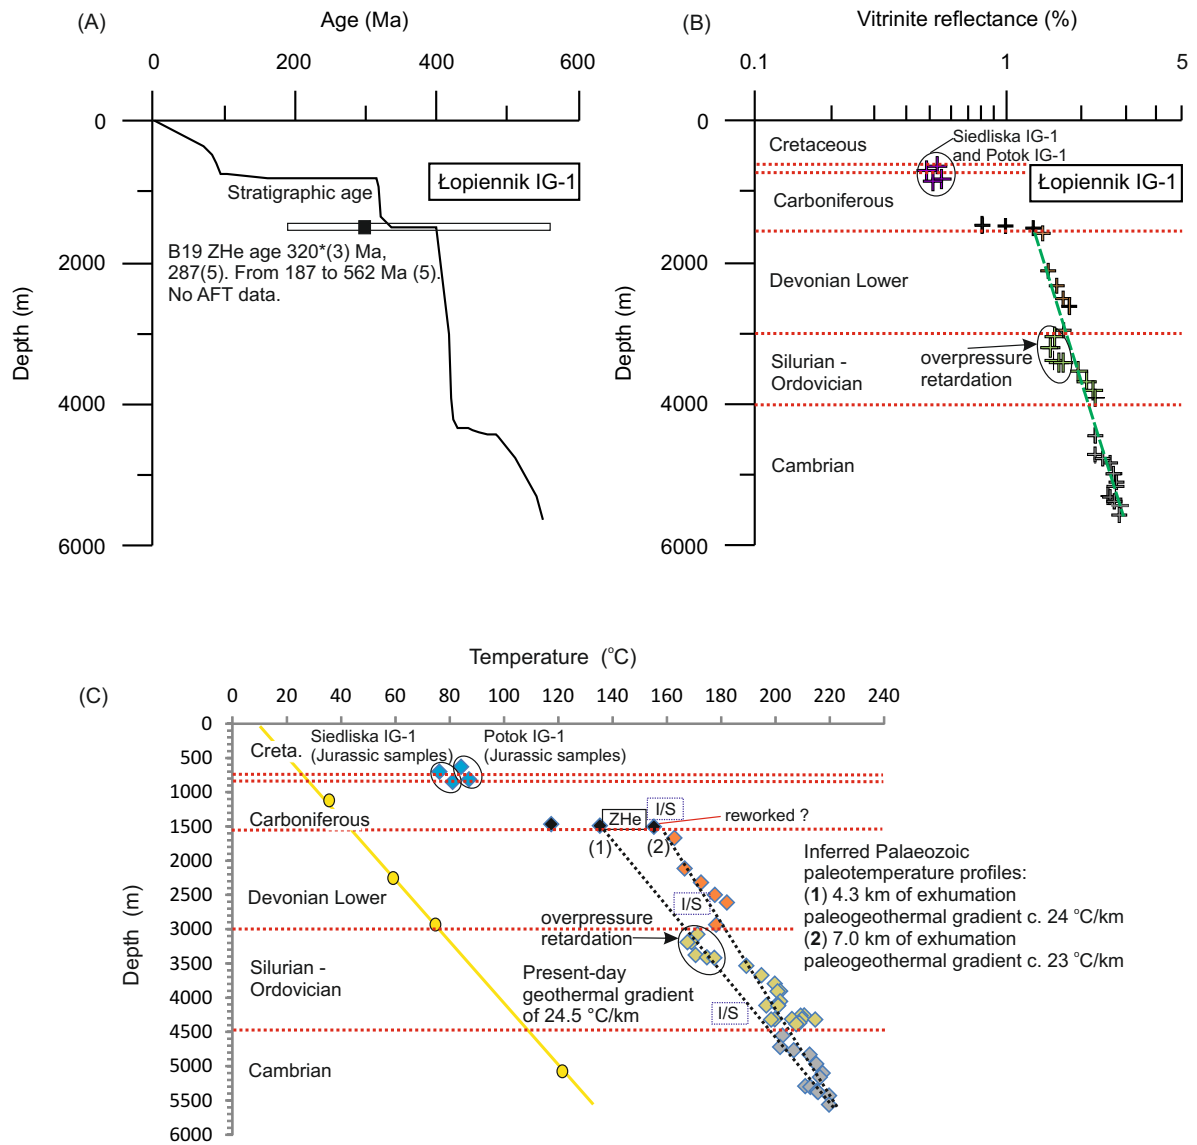 (A)
Age (Ma)
0
200
400
600
0
2000
4000
6000
Depth (m)
Łopiennik IG-1
Stratigraphic age
B19 ZHe age 320*(3) Ma,
287(5). From 187 to 562 Ma (5).
No AFT data.
(B)
Vitrinite reflectance (%)
0.1
1
5
0
2000
4000
6000
Depth (m)
Cretaceous
Siedliska IG-1
and Potok IG-1
Łopiennik IG-1
Carboniferous
Devonian Lower
overpressure
retardation
Silurian -
Ordovician
Cambrian
Temperature (°C)
(C)
0 20 40 60 80 100 120 140 160 180 200 220 240
0
500
1000
1500
2000
2500
3000
3500
4000
4500
5000
5500
6000
Depth (m)
Creta.
Siedliska IG-1
(Jurassic samples)
Potok IG-1
(Jurassic samples)
Carboniferous
ZHe
I/S
reworked ?
(1)
(2)
Devonian Lower
I/S
overpressure
retardation
Silurian -
Ordovician
Present-day
geothermal gradient
of 24.5 °C/km
I/S
Cambrian
Inferred Palaeozoic
paleotemperature profiles:
(1) 4.3 km of exhumation
paleogeothermal gradient c. 24 °C/km
(2) 7.0 km of exhumation
paleogeothermal gradient c. 23 °C/km